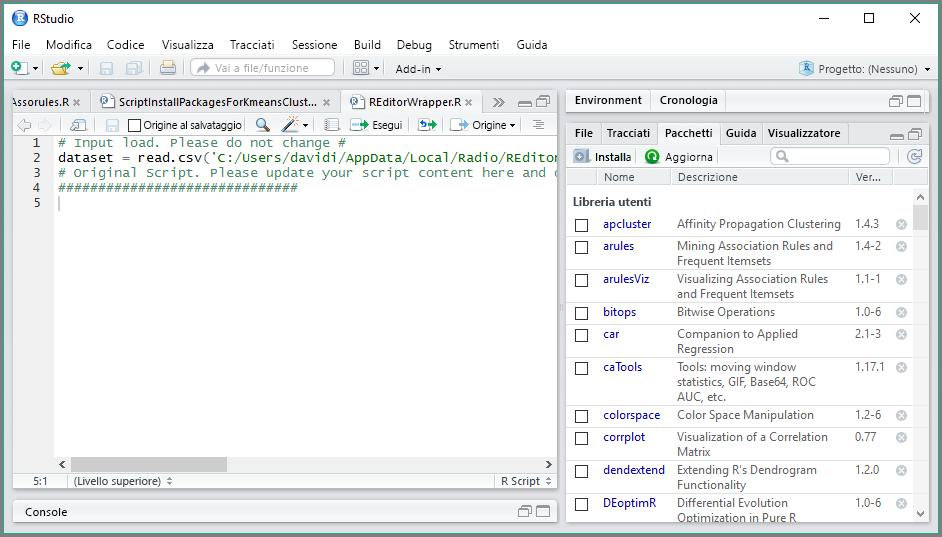 RStudio
File Modifica Codice Visualizza Tracciati Sessione Build Debug Strumenti Guida
Vai a file/funzione Add-in Progetto: (Nessuno)
Assorules.R ScriptInstallPackagesForKmeansClust... REditorWrapper.R
Origine al salvataggio Esegui Origine
1 # Input load. Please do not change #
2 dataset = read.csv('C:/Users/davidi/AppData/Local/Radio/REditor
3 # Original Script. Please update your script content here and
4 ##############################
5
5:1 (Livello superiore) R Script
Console
Environment Cronologia
File Tracciati Pacchetti Guida Visualizzatore
Installa Aggiorna
Nome Descrizione Ver...
Libreria utenti
apcluster Affinity Propagation Clustering 1.4.3
arules Mining Association Rules and 1.4-2
Frequent Itemsets
arulesViz Visualizing Association Rules 1.1-1
and Frequent Itemsets
bitops Bitwise Operations 1.0-6
car Companion to Applied 2.1-3
Regression
caTools Tools: moving window 1.17.1
statistics, GIF, Base64, ROC
AUC, etc.
colorspace Color Space Manipulation 1.2-6
corrplot Visualization of a Correlation 0.77
Matrix
dendextend Extending R's Dendrogram 1.2.0
Functionality
DEoptimR Differential Evolution 1.0-6
Optimization in Pure R